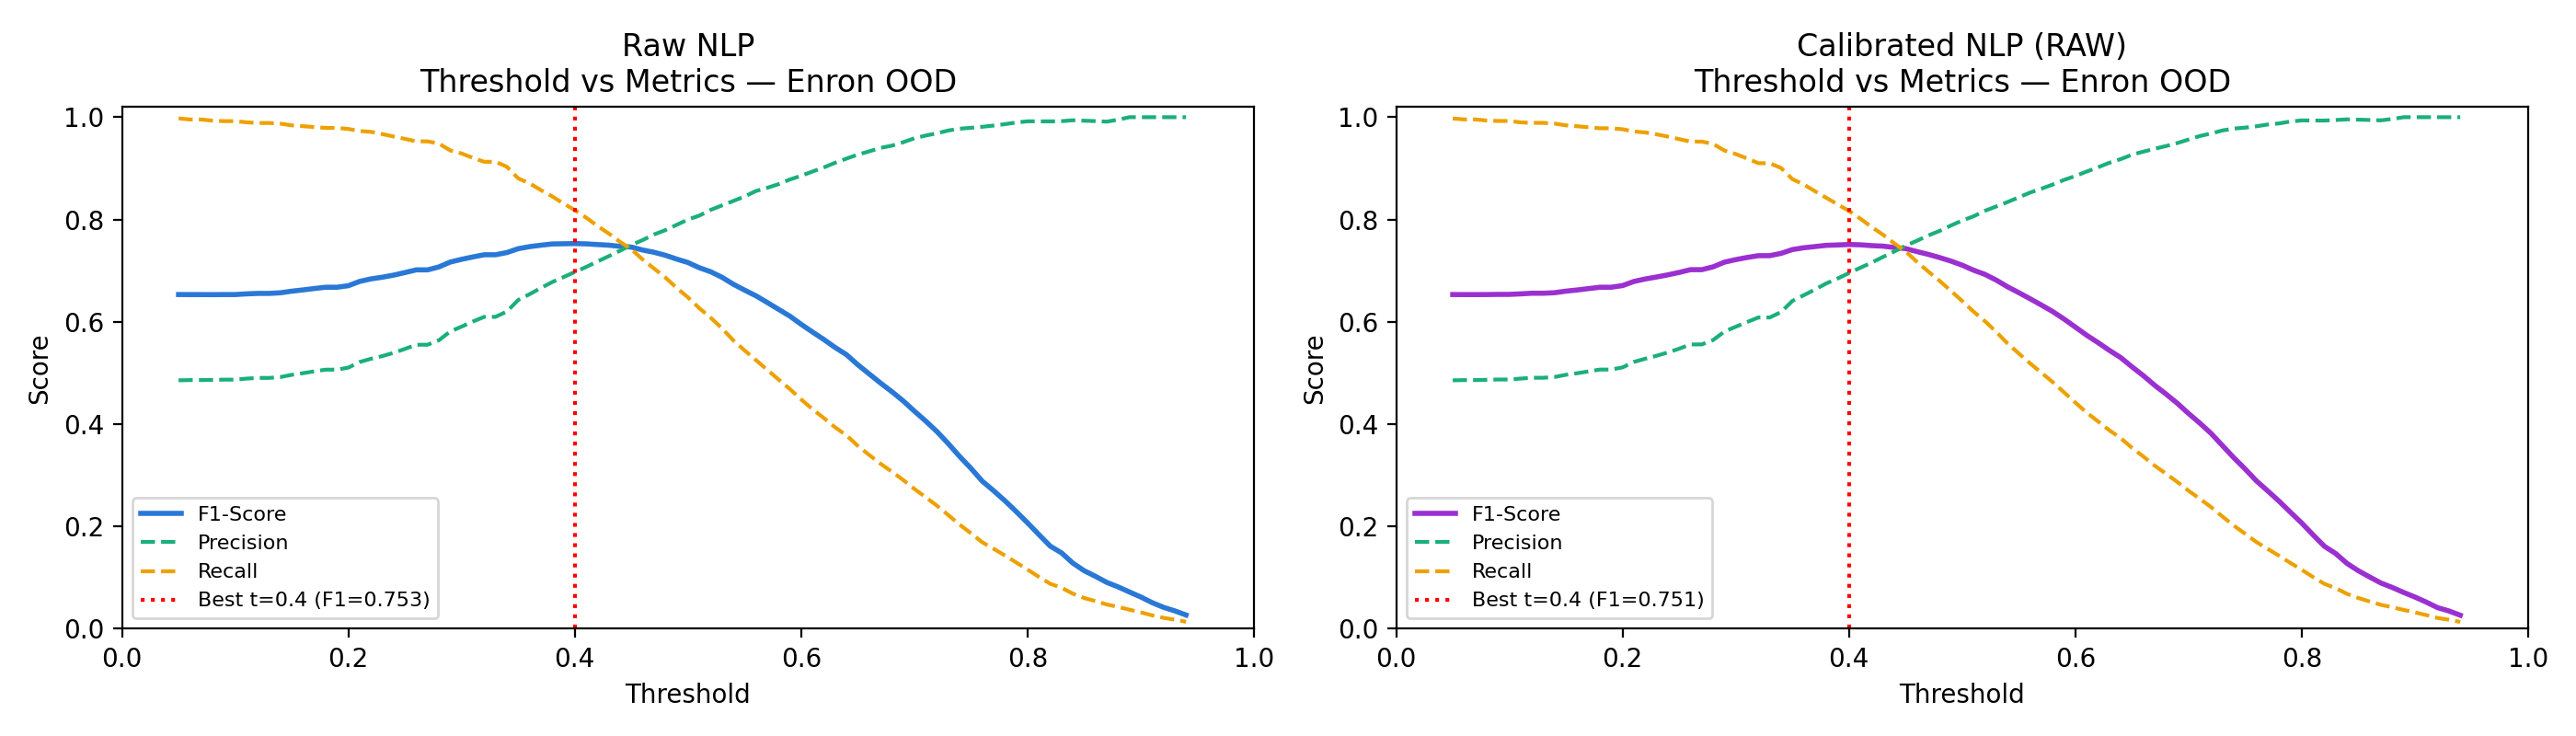 Raw NLP
Threshold vs Metrics — Enron OOD
1.0
0.8
0.6
0.4
0.2
0.0
Score
F1-Score
Precision
Recall
Best t=0.4 (F1=0.753)
0.0 0.2 0.4 0.6 0.8 1.0
Threshold
Calibrated NLP (RAW)
Threshold vs Metrics — Enron OOD
1.0
0.8
0.6
0.4
0.2
0.0
Score
F1-Score
Precision
Recall
Best t=0.4 (F1=0.751)
0.0 0.2 0.4 0.6 0.8 1.0
Threshold